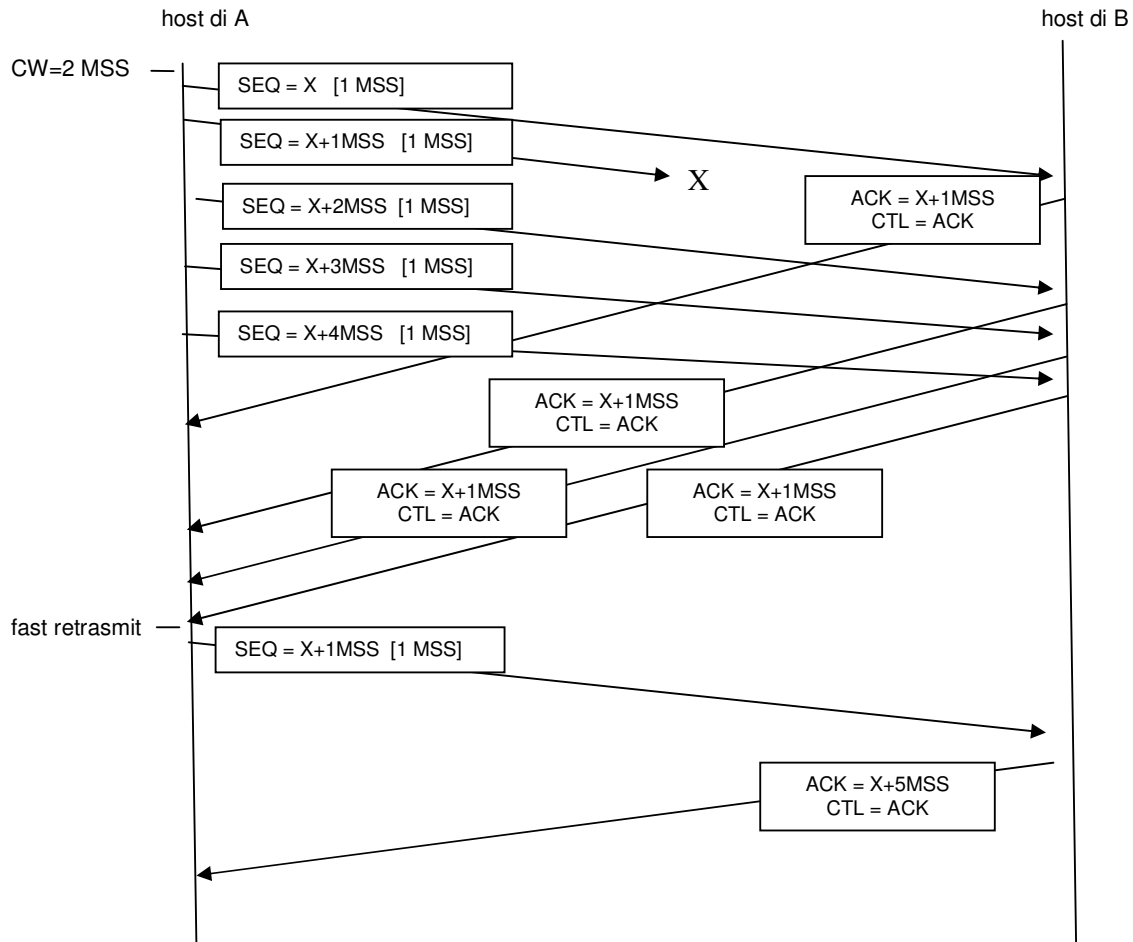 host di A
host di B
CW=2 MSS
SEQ = X [1 MSS]
SEQ = X+1MSS [1 MSS]
X
SEQ = X+2MSS [1 MSS]
ACK = X+1MSS
CTL = ACK
SEQ = X+3MSS [1 MSS]
SEQ = X+4MSS [1 MSS]
ACK = X+1MSS
CTL = ACK
ACK = X+1MSS
CTL = ACK
ACK = X+1MSS
CTL = ACK
fast retrasmit
SEQ = X+1MSS [1 MSS]
ACK = X+5MSS
CTL = ACK